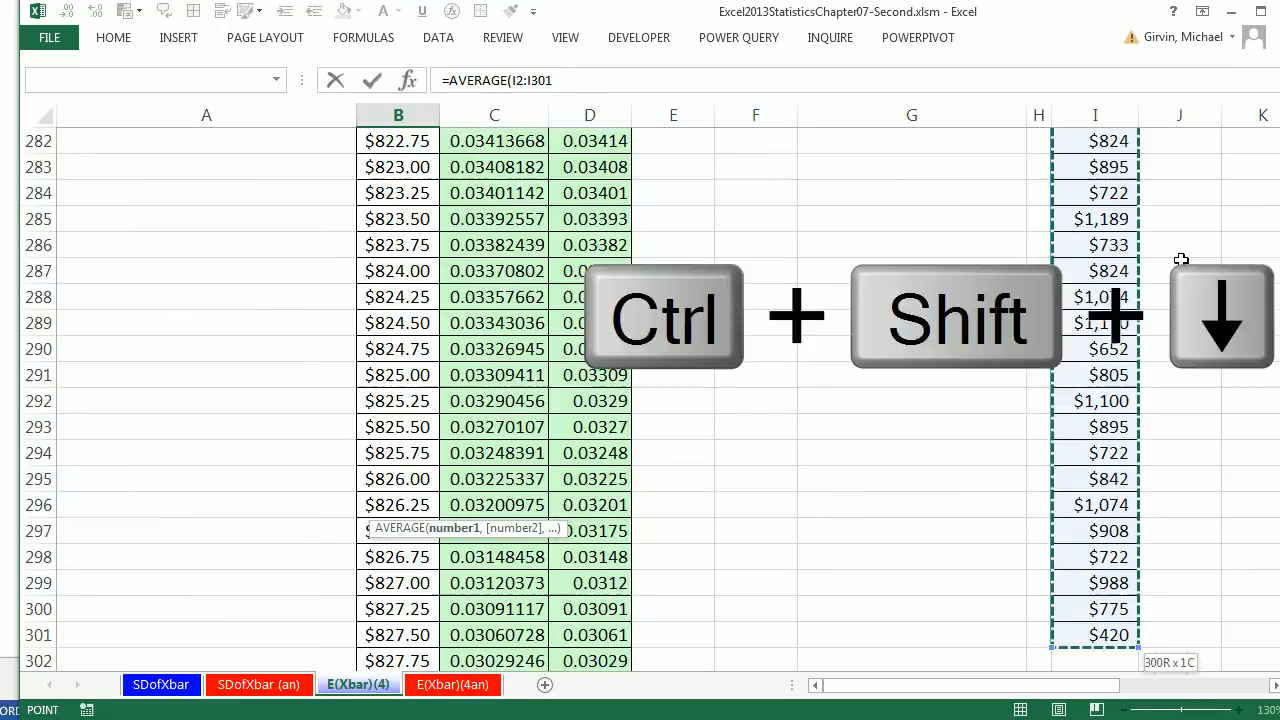 Excel2013StatisticsChapter07-Second.xlsm - Excel
FILE HOME INSERT PAGE LAYOUT FORMULAS DATA REVIEW VIEW DEVELOPER POWER QUERY INQUIRE POWERPIVOT Girvin, Michael
=AVERAGE(I2:I301
A B C D E F G H I J K
282 $822.75 0.03413668 0.03414 $824
283 $823.00 0.03408182 0.03408 $895
284 $823.25 0.03401142 0.03401 $722
285 $823.50 0.03392557 0.03393 $1,189
286 $823.75 0.03382439 0.03382 $733
287 $824.00 0.03370802 $824
288 $824.25 0.03357662
289 $824.50 0.03343036
Ctrl + Shift + ↓
290 $824.75 0.03326945 $652
291 $825.00 0.03309411 0.03309 $805
292 $825.25 0.03290456 0.0329 $1,100
293 $825.50 0.03270107 0.0327 $895
294 $825.75 0.03248391 0.03248 $722
295 $826.00 0.03225337 0.03225 $842
296 $826.25 0.03200975 0.03201 $1,074
297 AVERAGE(number1, [number2], ...) 0.03175 $908
298 $826.75 0.03148458 0.03148 $722
299 $827.00 0.03120373 0.0312 $988
300 $827.25 0.03091117 0.03091 $775
301 $827.50 0.03060728 0.03061 $420
302 $827.75 0.03029246 0.03029 300R x 1C
SDofXbar SDofXbar (an) E(Xbar)(4) E(Xbar)(4an)
POINT 130%